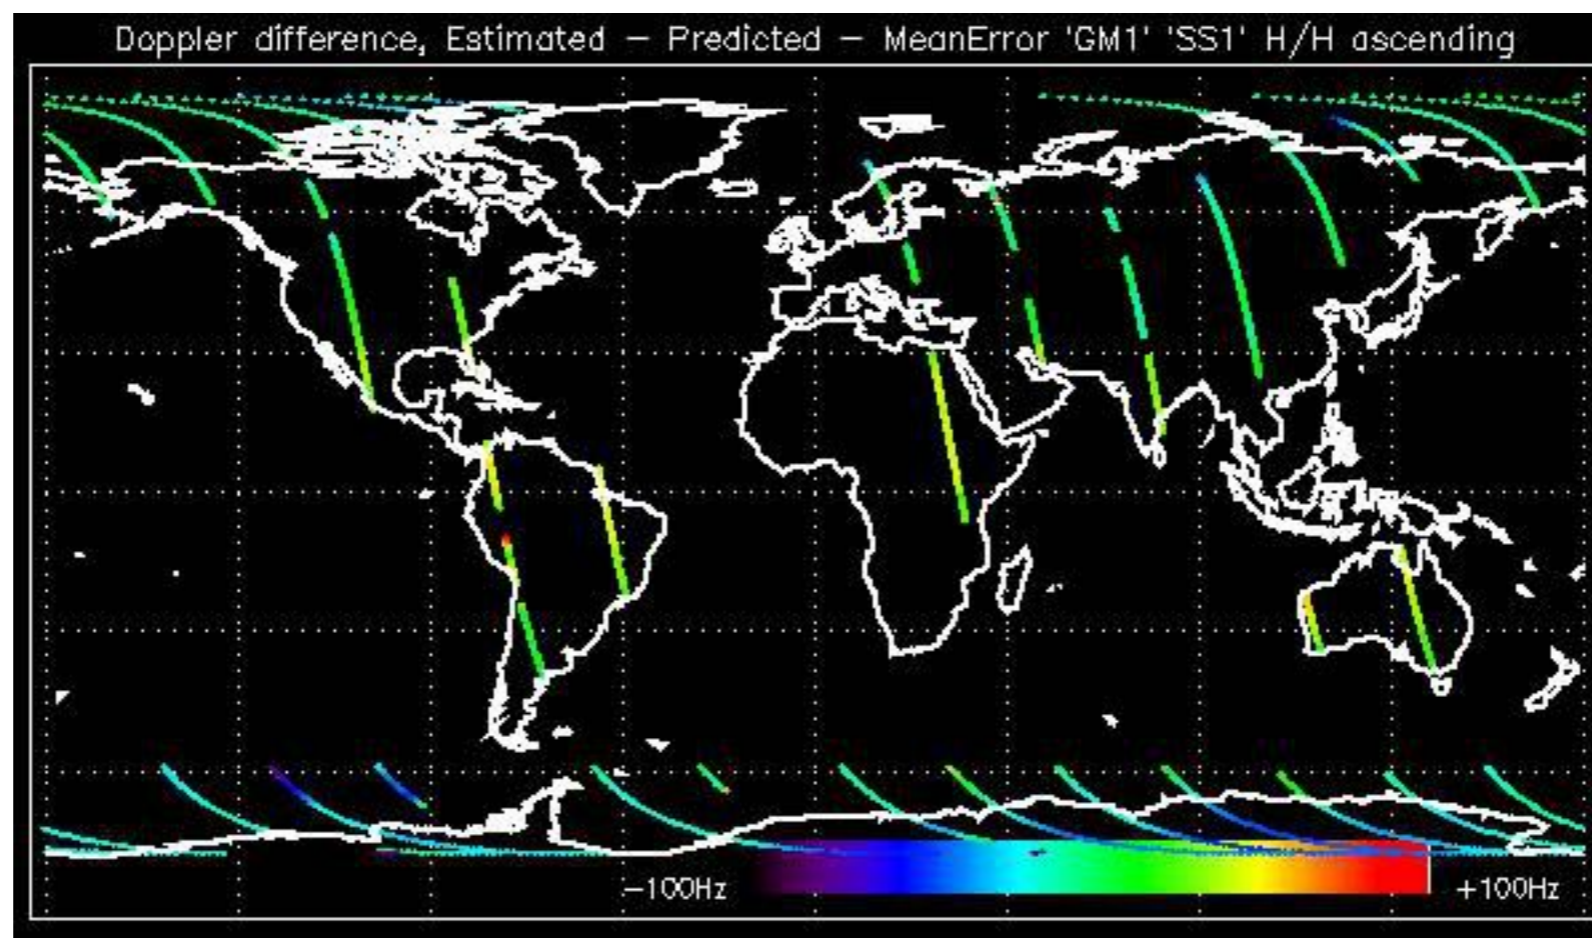 Doppler difference, Estimated – Predicted – MeanError 'GM1' 'SS1' H/H ascending
–100Hz
+100Hz